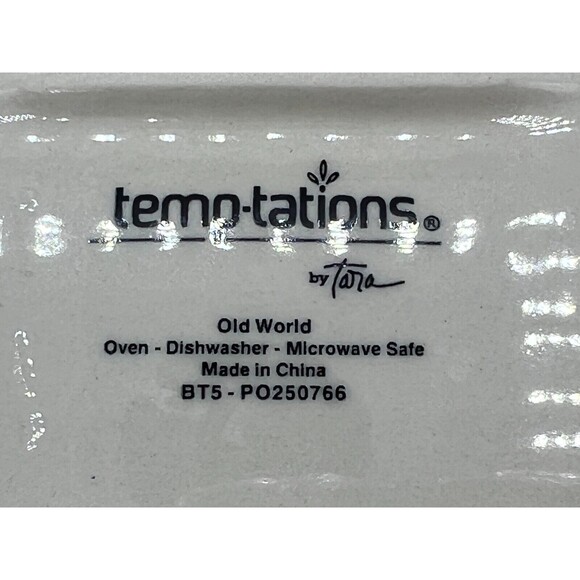 temp-tations®
by Tara
Old World
Oven - Dishwasher - Microwave Safe
Made in China
BT5 - PO250766